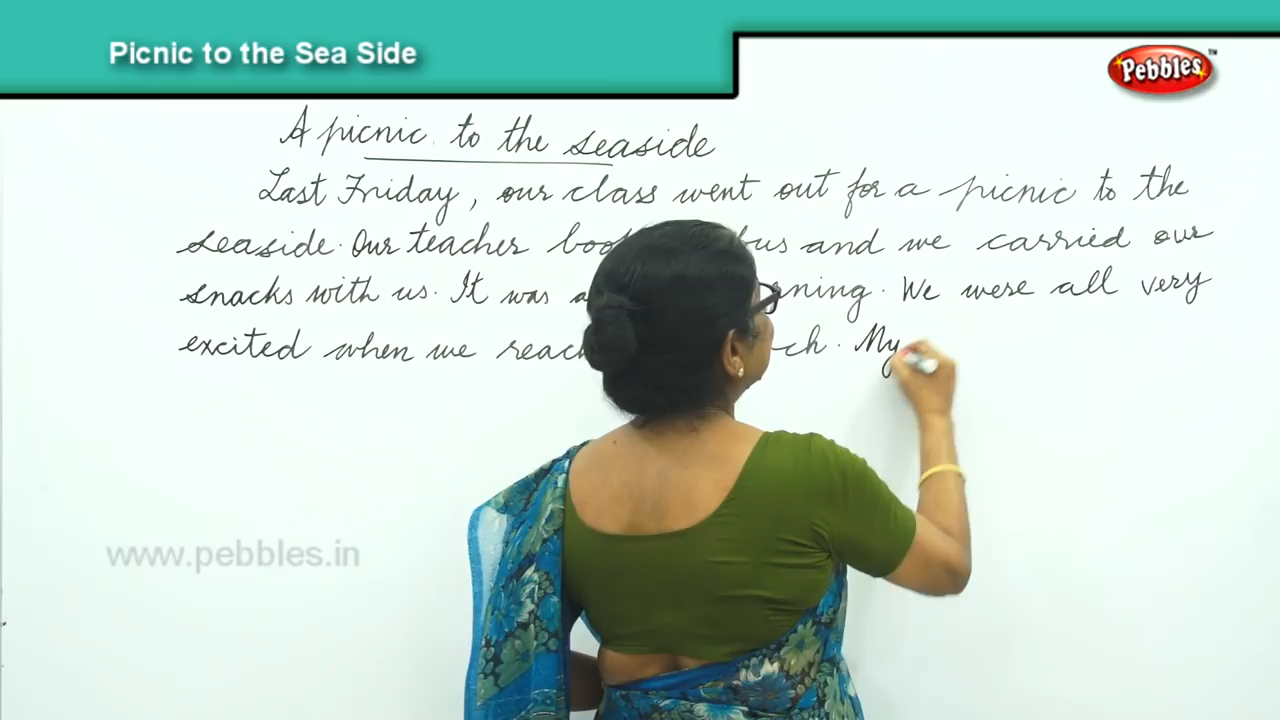 Picnic to the Sea Side
Pebbles™
A picnic to the seaside
Last Friday, our class went out for a picnic to the
seaside. Our teacher bus and we carried our
snacks with us. It was We were all very
excited when we My
www.pebbles.in